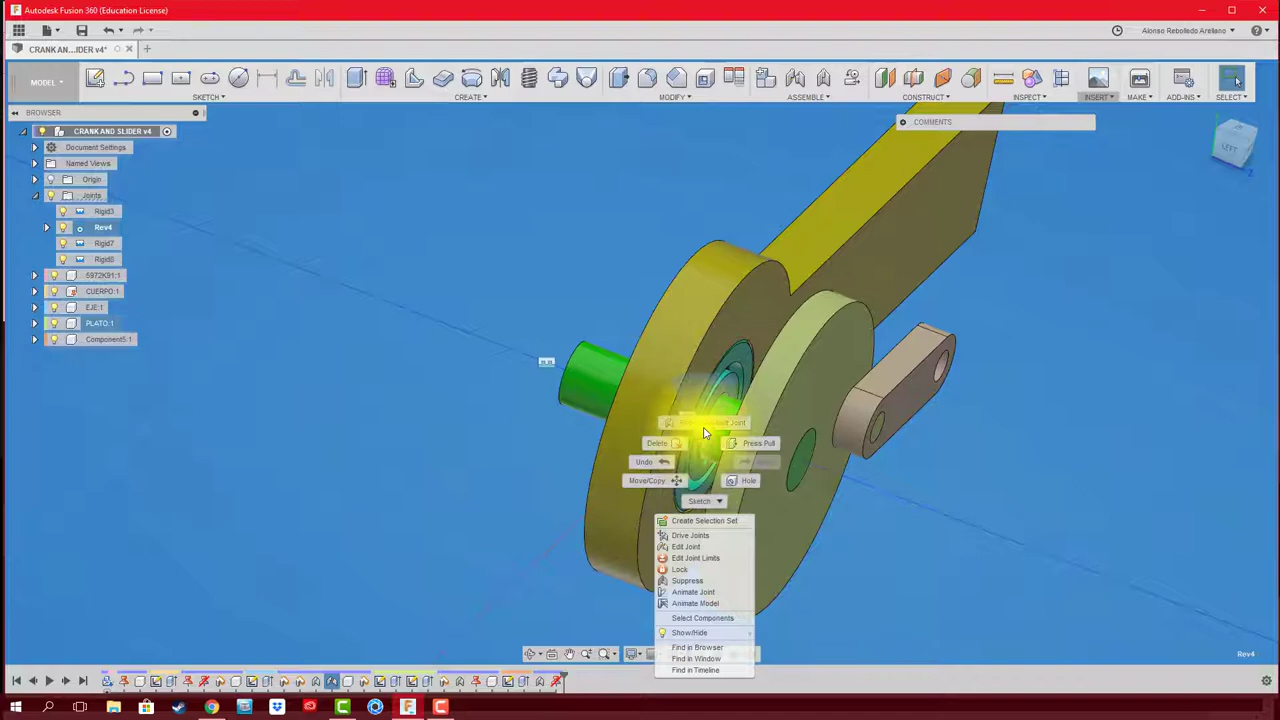 Autodesk Fusion 360 (Education License)
Alonso Rebolledo Arellano
CRANK AN...IDER v4*
MODEL
SKETCH
CREATE
MODIFY
ASSEMBLE
CONSTRUCT
INSPECT
INSERT
MAKE
ADD-INS
SELECT
BROWSER
COMMENTS
CRANK AND SLIDER v4
Document Settings
Named Views
Origin
Joints
Rigid3
Rev4
Rigid7
Rigid8
5972K91:1
CUERPO:1
EJE:1
PLATO:1
Component5:1
LEFT
Joint
Delete
Press Pull
Undo
Move/Copy
Hole
Sketch
Create Selection Set
Drive Joints
Edit Joint
Edit Joint Limits
Lock
Suppress
Animate Joint
Animate Model
Select Components
Show/Hide
Find in Browser
Find in Window
Find in Timeline
Rev4